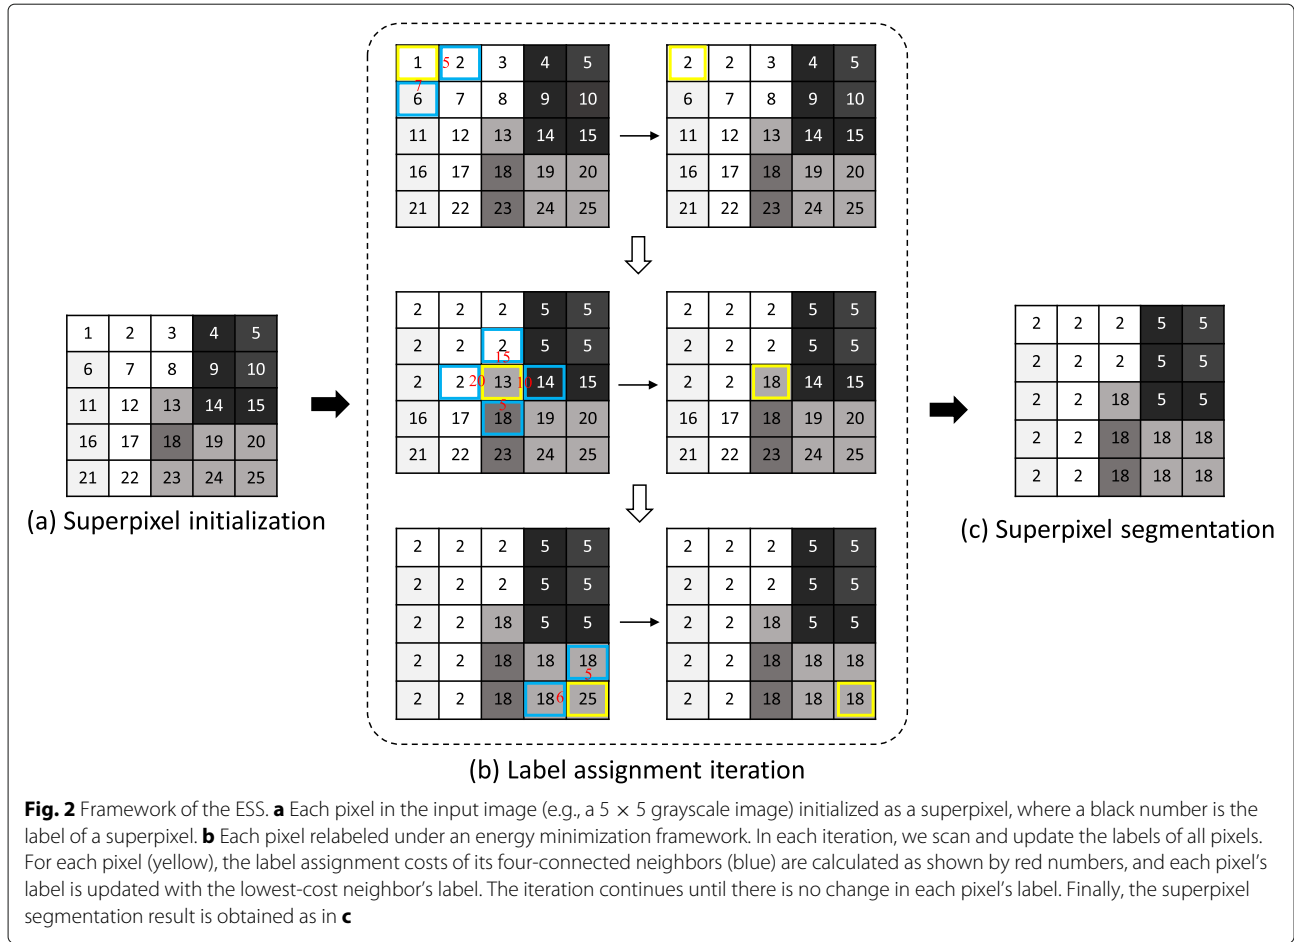 1 5 2 3 4 5
7
6 7 8 9 10
11 12 13 14 15
16 17 18 19 20
21 22 23 24 25
2 2 3 4 5
6 7 8 9 10
11 12 13 14 15
16 17 18 19 20
21 22 23 24 25
1 2 3 4 5
6 7 8 9 10
11 12 13 14 15
16 17 18 19 20
21 22 23 24 25
(a) Superpixel initialization
2 2 2 5 5
2 2 2 5 5
15
2 2 20 13 10 14 15
5
16 17 18 19 20
21 22 23 24 25
2 2 2 5 5
2 2 2 5 5
2 2 18 14 15
16 17 18 19 20
21 22 23 24 25
2 2 2 5 5
2 2 2 5 5
2 2 18 5 5
2 2 18 18 18
5
2 2 18 18 6 25
2 2 2 5 5
2 2 2 5 5
2 2 18 5 5
2 2 18 18 18
2 2 18 18 18
(b) Label assignment iteration
2 2 2 5 5
2 2 2 5 5
2 2 18 5 5
2 2 18 18 18
2 2 18 18 18
(c) Superpixel segmentation
Fig. 2 Framework of the ESS. a Each pixel in the input image (e.g., a 5 × 5 grayscale image) initialized as a superpixel, where a black number is the
label of a superpixel. b Each pixel relabeled under an energy minimization framework. In each iteration, we scan and update the labels of all pixels.
For each pixel (yellow), the label assignment costs of its four-connected neighbors (blue) are calculated as shown by red numbers, and each pixel's
label is updated with the lowest-cost neighbor's label. The iteration continues until there is no change in each pixel's label. Finally, the superpixel
segmentation result is obtained as in c